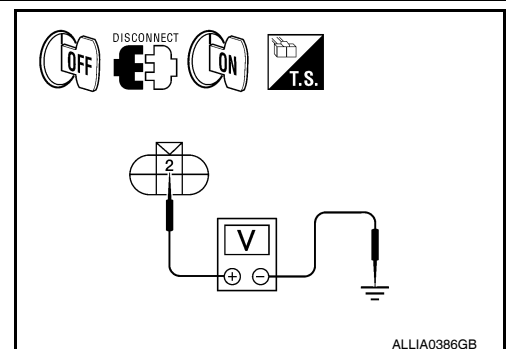 OFF DISCONNECT ON T.S.
2
V
+ −
ALLIA0386GB